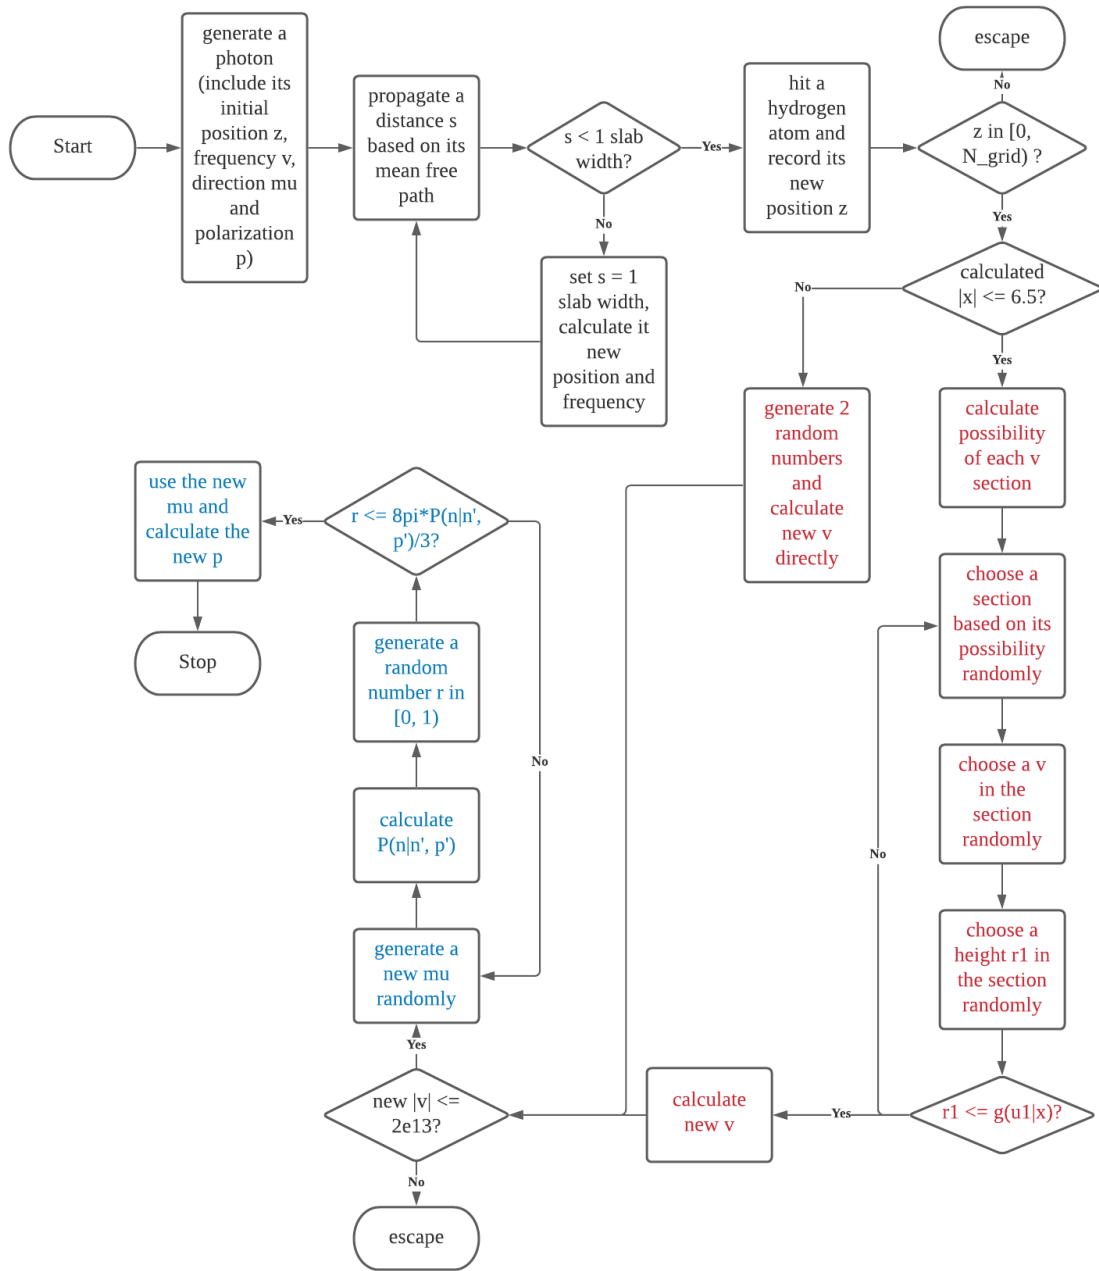 Start
generate a
photon
(include its
initial
position z,
frequency v,
direction mu
and
polarization
p)
propagate a
distance s
based on its
mean free
path
s < 1 slab
width?
Yes
No
set s = 1
slab width,
calculate it
new
position and
frequency
hit a
hydrogen
atom and
record its
new
position z
escape
No
z in [0,
N_grid) ?
Yes
calculated
|x| <= 6.5?
No
Yes
generate 2
random
numbers
and
calculate
new v
directly
calculate
possibility
of each v
section
choose a
section
based on its
possibility
randomly
choose a v
in the
section
randomly
choose a
height r1 in
the section
randomly
No
r1 <= g(u1|x)?
Yes
calculate
new v
new |v| <=
2e13?
No
escape
Yes
generate a
new mu
randomly
calculate
P(n|n', p')
generate a
random
number r in
[0, 1)
r <= 8pi*P(n|n',
p')/3?
No
Yes
use the new
mu and
calculate the
new p
Stop